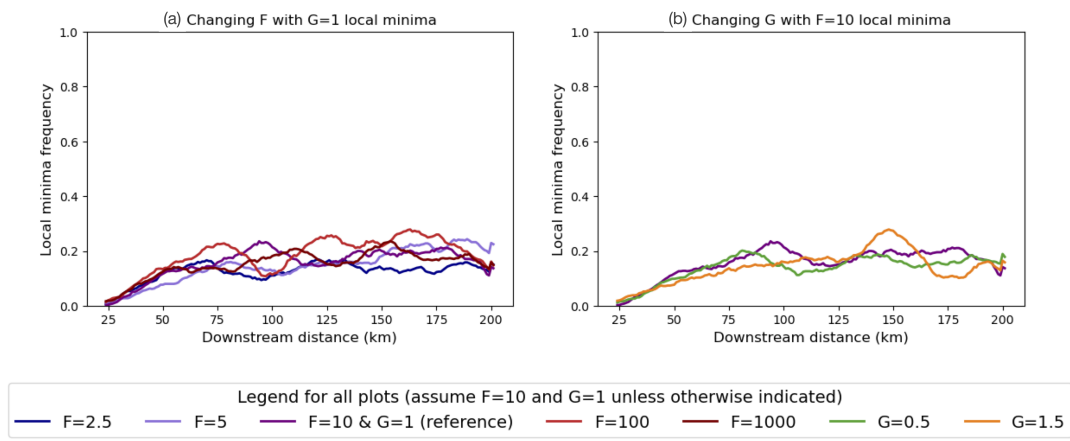 (a) Changing F with G=1 local minima
1.0
0.8
0.6
0.4
0.2
0.0
Local minima frequency
25 50 75 100 125 150 175 200
Downstream distance (km)
(b) Changing G with F=10 local minima
1.0
0.8
0.6
0.4
0.2
0.0
Local minima frequency
25 50 75 100 125 150 175 200
Downstream distance (km)
Legend for all plots (assume F=10 and G=1 unless otherwise indicated)
F=2.5 F=5 F=10 & G=1 (reference) F=100 F=1000 G=0.5 G=1.5